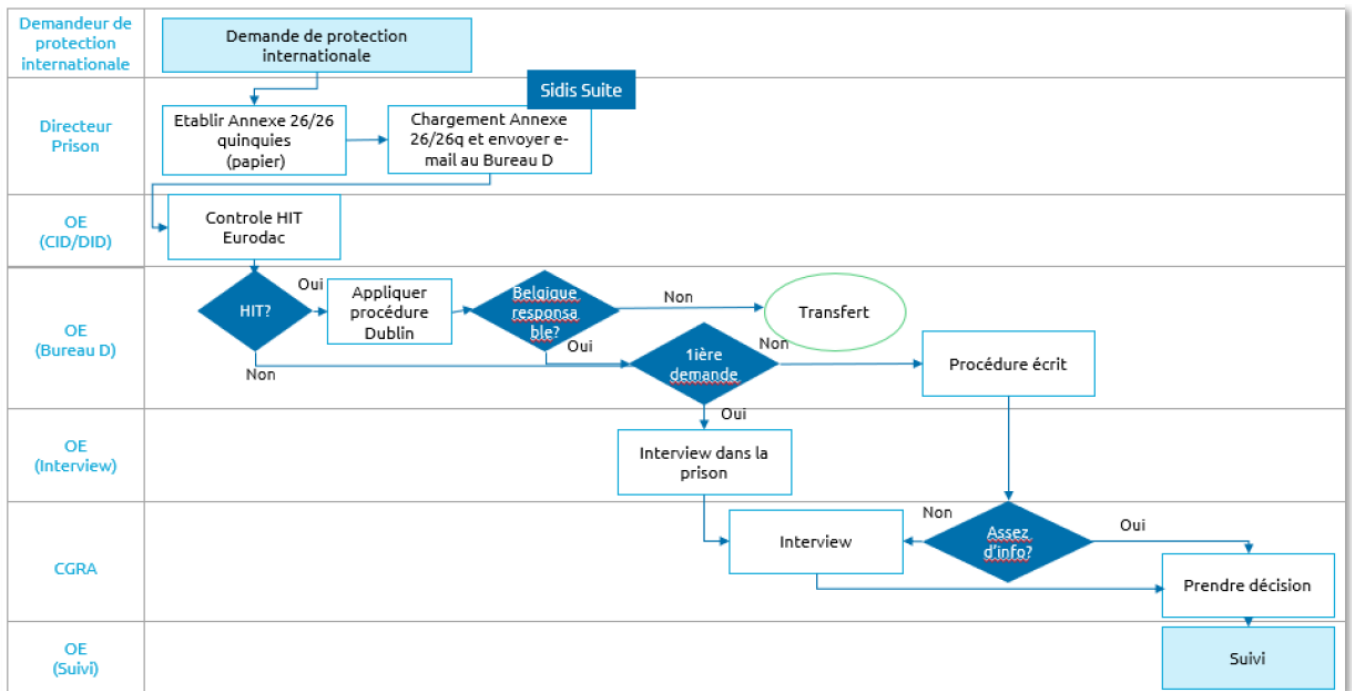 Demandeur de
protection
internationale
Demande de protection
internationale
Directeur
Prison
Etablir Annexe 26/26
quinquies
(papier)
Sidis Suite
Chargement Annexe
26/26q et envoyer e-
mail au Bureau D
OE
(CID/DID)
Controle HIT
Eurodac
OE
(Bureau D)
HIT?
Oui
Non
Appliquer
procédure
Dublin
Belgique
responsa
ble?
Non
Oui
Transfert
1ière
demande
Non
Oui
Procédure écrit
OE
(Interview)
Interview dans la
prison
CGRA
Interview
Non
Assez
d'info?
Oui
Prendre décision
OE
(Suivi)
Suivi